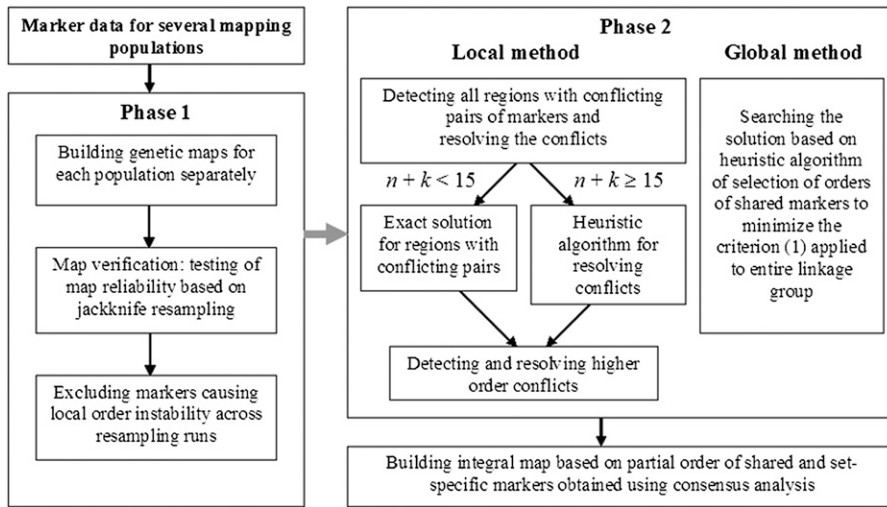 Marker data for several mapping
populations
Phase 1
Building genetic maps for
each population separately
Map verification: testing of
map reliability based on
jackknife resampling
Excluding markers causing
local order instability across
resampling runs
Phase 2
Local method
Detecting all regions with conflicting
pairs of markers and
resolving the conflicts
n + k < 15
n + k ≥ 15
Exact solution
for regions with
conflicting pairs
Heuristic
algorithm for
resolving
conflicts
Detecting and resolving higher
order conflicts
Global method
Searching the
solution based on
heuristic algorithm
of selection of orders
of shared markers to
minimize the
criterion (1) applied
to entire linkage
group
Building integral map based on partial order of shared and set-
specific markers obtained using consensus analysis